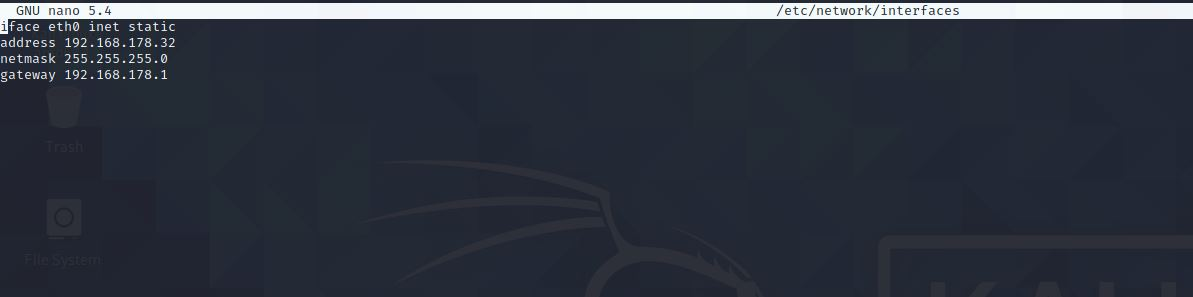 GNU nano 5.4 /etc/network/interfaces
iface eth0 inet static
address 192.168.178.32
netmask 255.255.255.0
gateway 192.168.178.1
Trash
File System
KALI